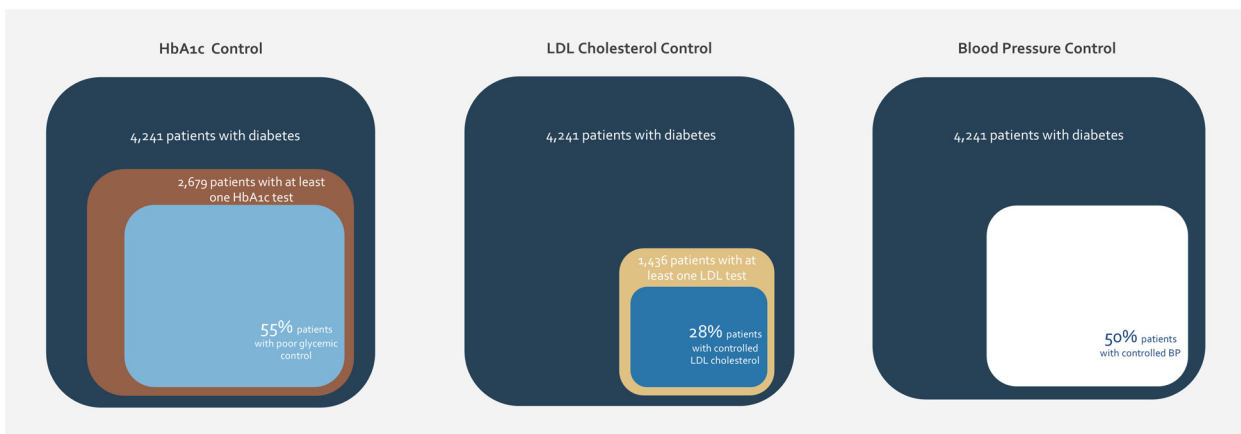 HbA1c Control
4,241 patients with diabetes
2,679 patients with at least
one HbA1c test
55% patients
with poor glycemic
control
LDL Cholesterol Control
4,241 patients with diabetes
1,436 patients with at
least one LDL test
28% patients
with controlled
LDL cholesterol
Blood Pressure Control
4,241 patients with diabetes
50% patients
with controlled BP